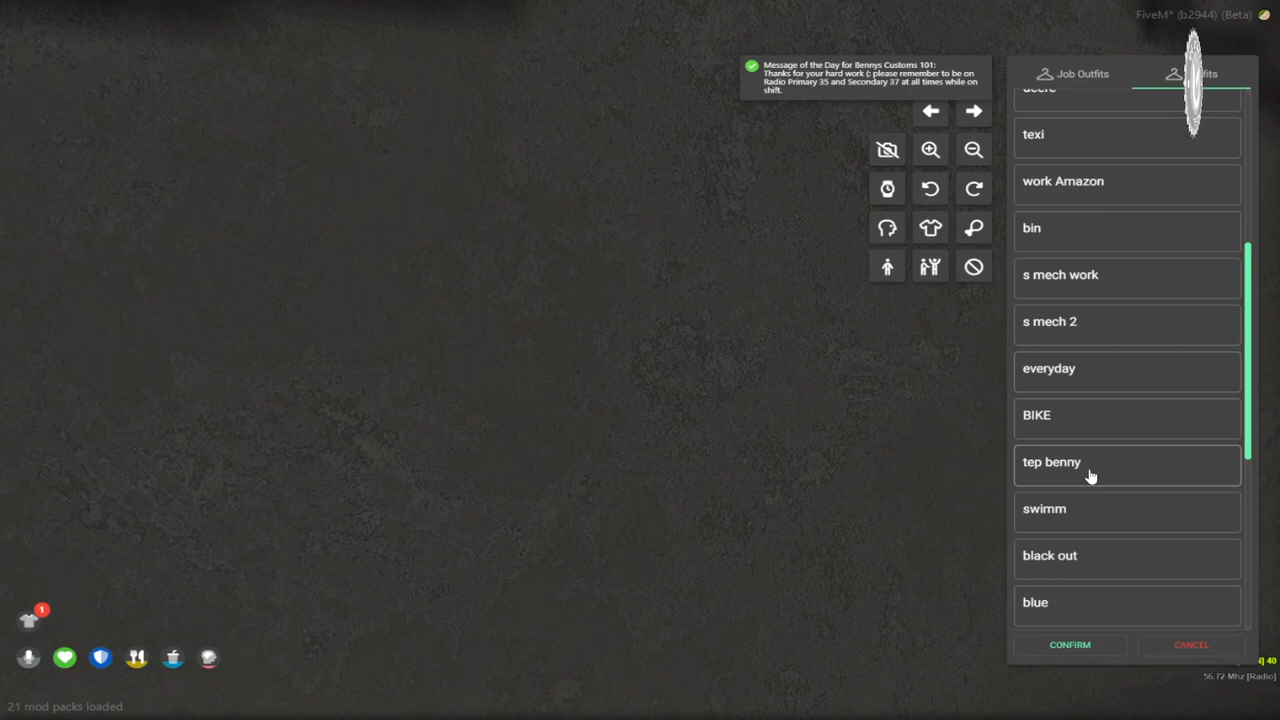 FiveM* (b2944) (Beta)
Message of the Day for Bennys Customs 101:
Thanks for your hard work (: please remember to be on
Radio Primary 35 and Secondary 37 at all times while on
shift.
Job Outfits
texi
work Amazon
bin
s mech work
s mech 2
everyday
BIKE
tep benny
swimm
black out
blue
CONFIRM
CANCEL
1
40
56.72 Mhz [Radio]
21 mod packs loaded